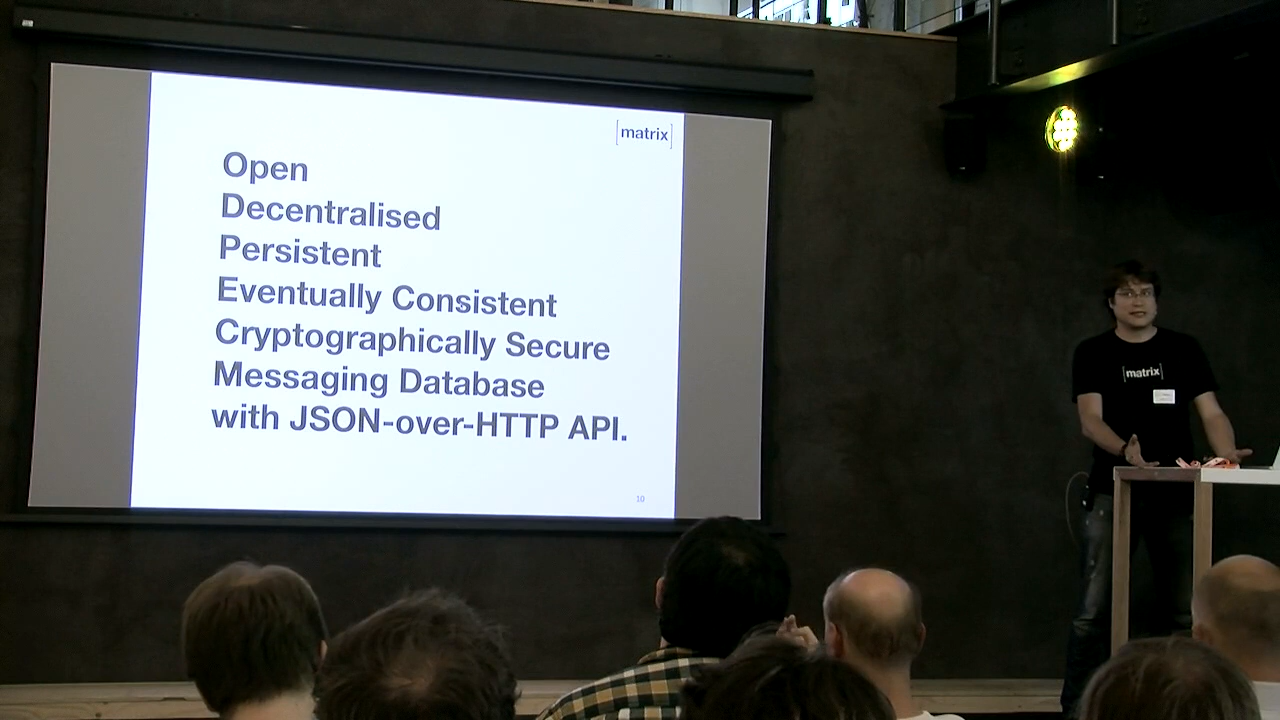 [matrix]
Open
Decentralised
Persistent
Eventually Consistent
Cryptographically Secure
Messaging Database
with JSON-over-HTTP API.
10
[matrix]